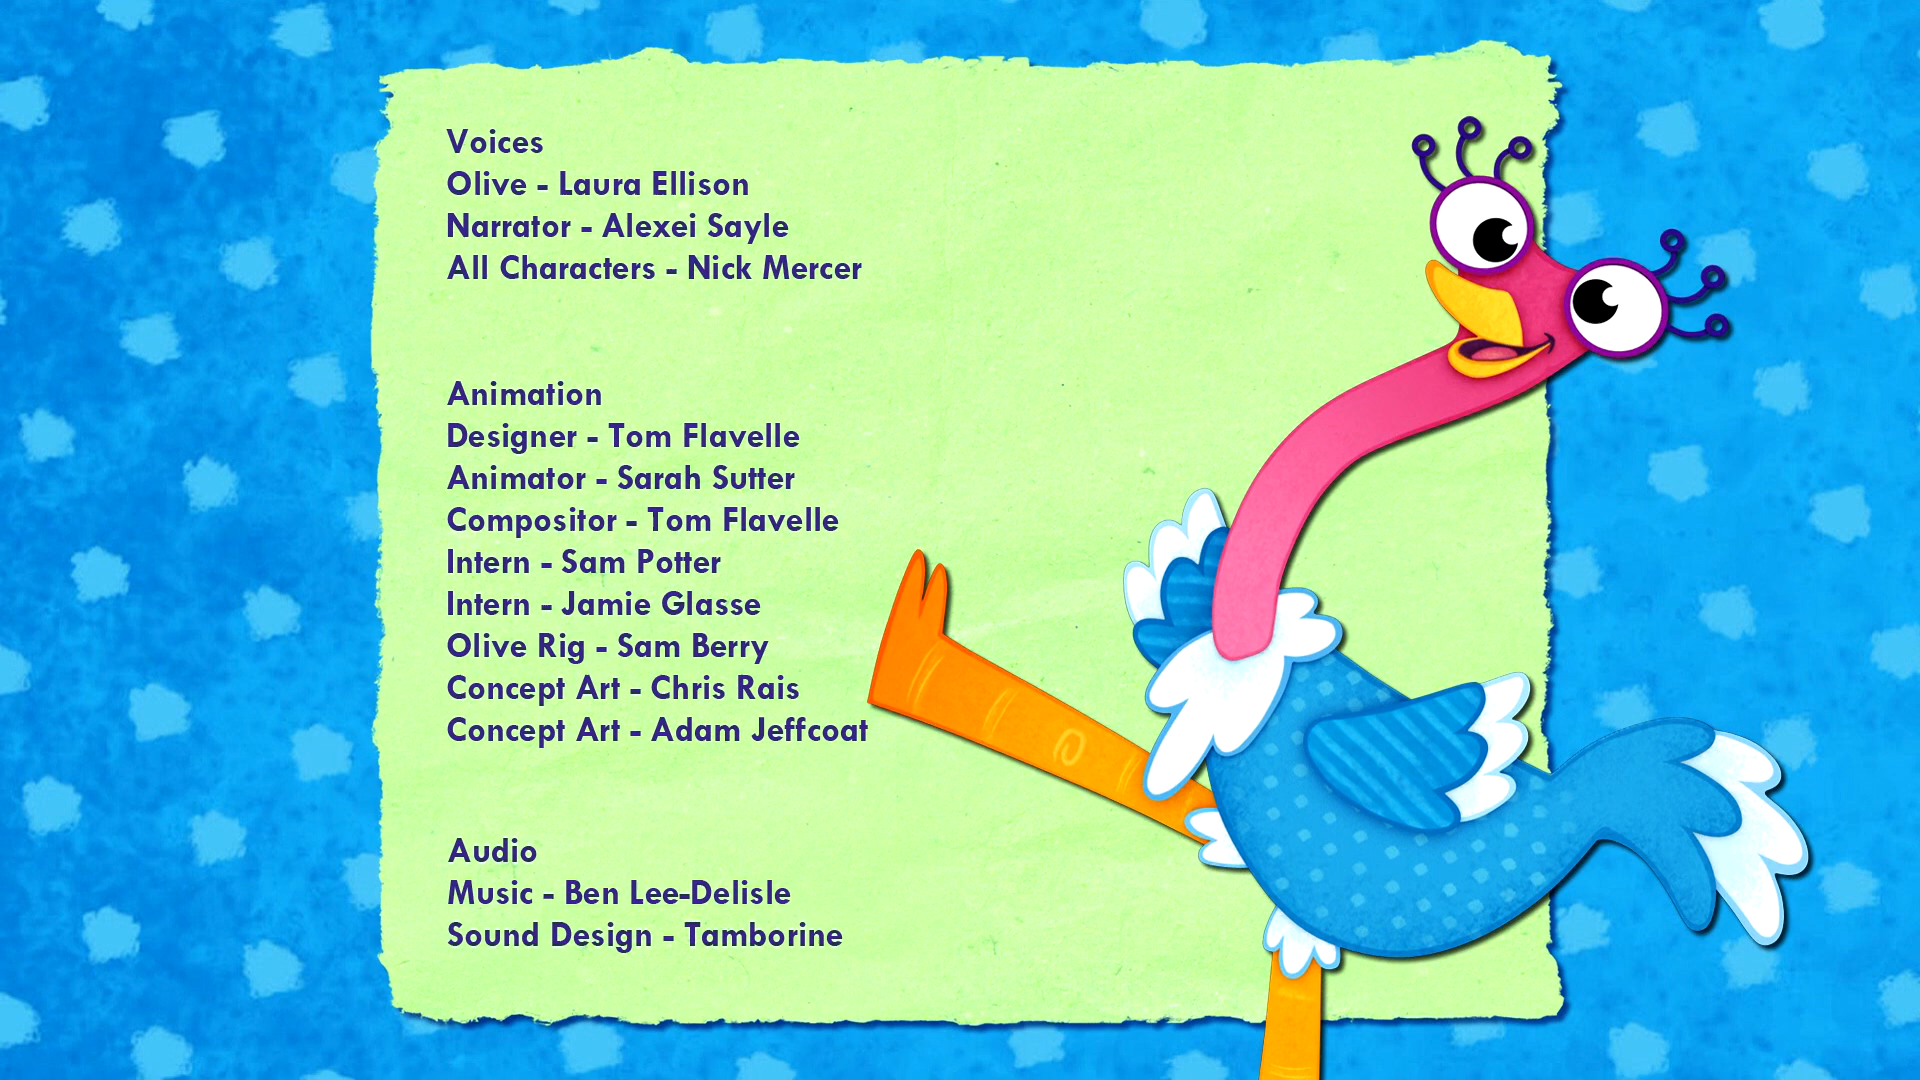 Voices
Olive - Laura Ellison
Narrator - Alexei Sayle
All Characters - Nick Mercer
Animation
Designer - Tom Flavelle
Animator - Sarah Sutter
Compositor - Tom Flavelle
Intern - Sam Potter
Intern - Jamie Glasse
Olive Rig - Sam Berry
Concept Art - Chris Rais
Concept Art - Adam Jeffcoat
Audio
Music - Ben Lee-Delisle
Sound Design - Tamborine